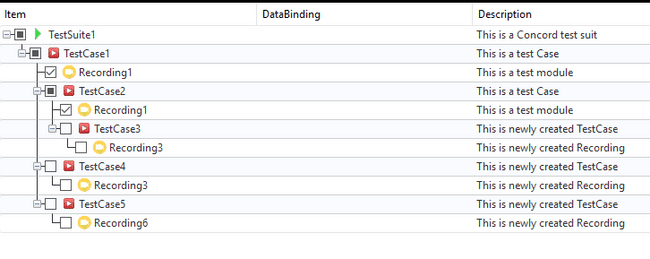 Item DataBinding Description
TestSuite1 This is a Concord test suit
TestCase1 This is a test Case
Recording1 This is a test module
TestCase2 This is a test Case
Recording1 This is a test module
TestCase3 This is newly created TestCase
Recording3 This is newly created Recording
TestCase4 This is newly created TestCase
Recording3 This is newly created Recording
TestCase5 This is newly created TestCase
Recording6 This is newly created Recording